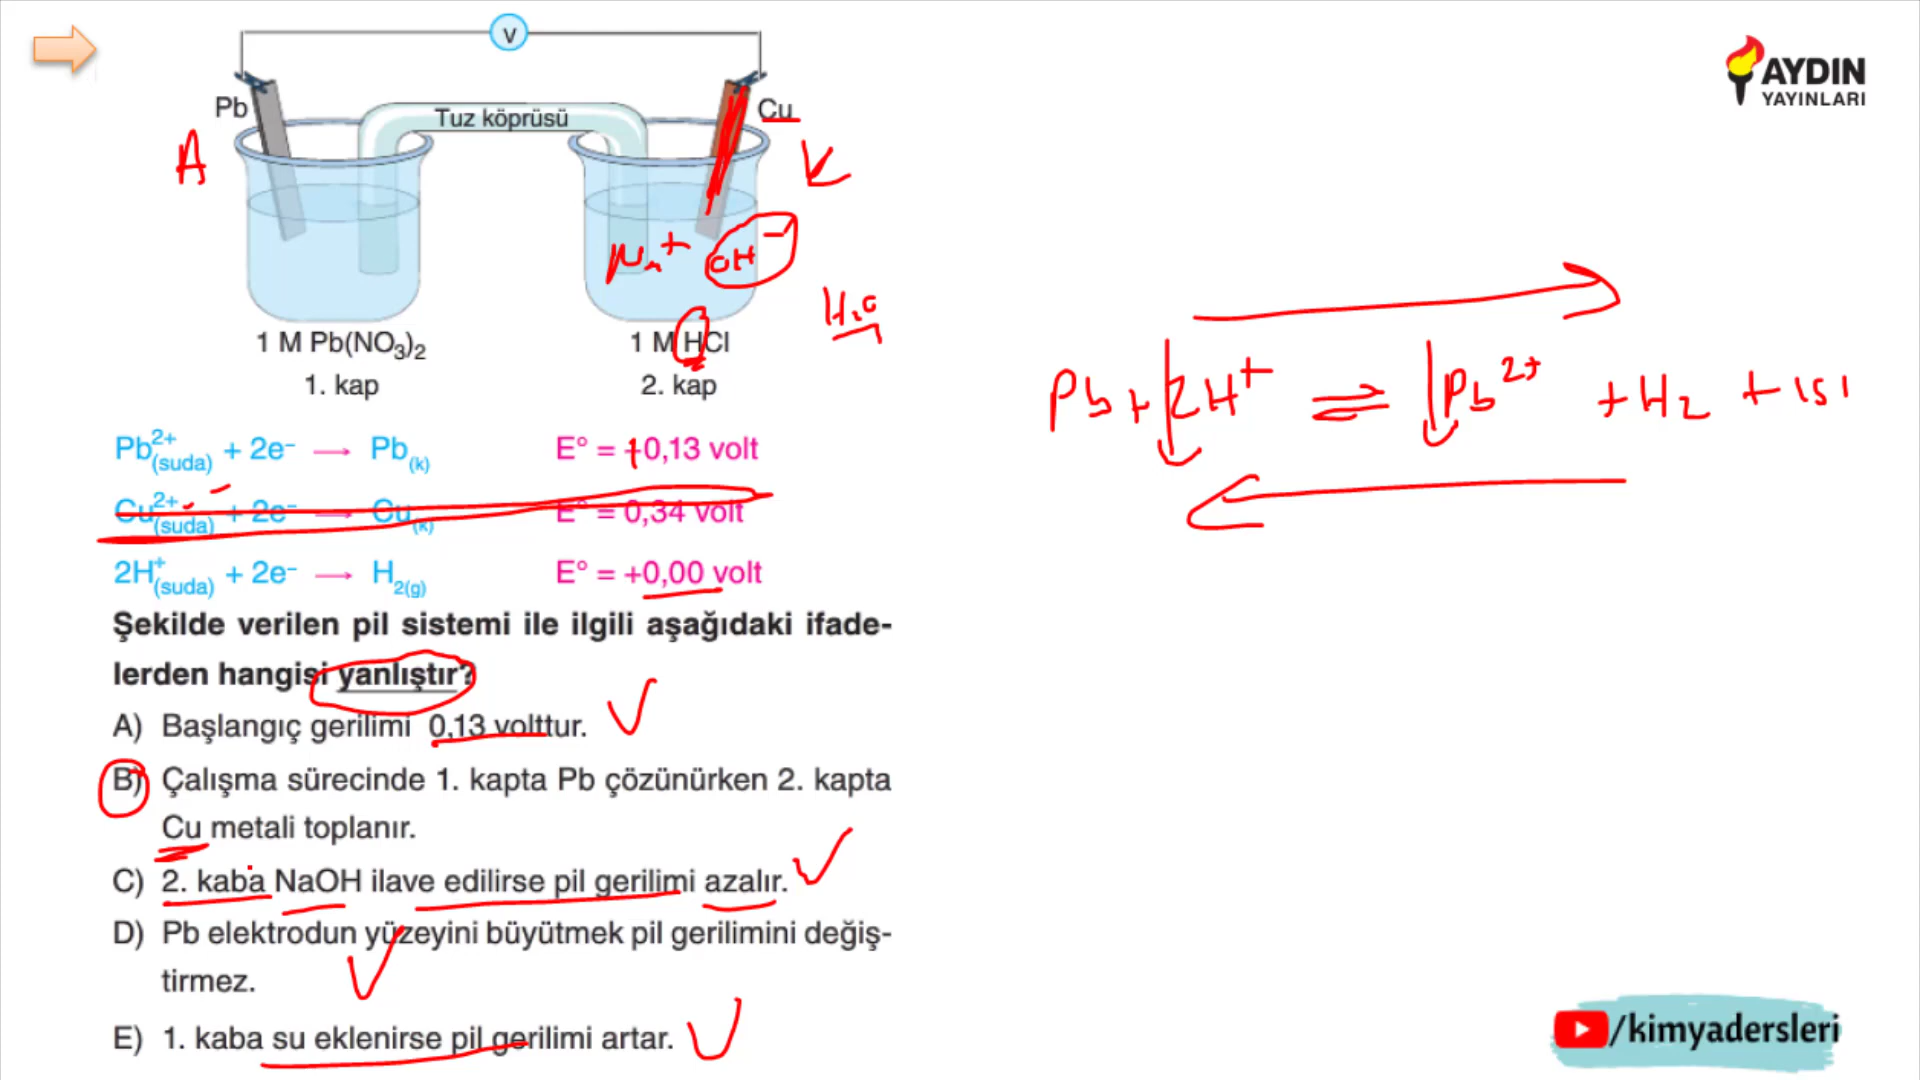 V
AYDIN
YAYINLARI
Pb
Tuz köprüsü
Cu
A
K
Na⁺ OH⁻
H₂O
1 M Pb(NO₃)₂
1 M HCl
1. kap
2. kap
Pb + 2H⁺ ⇌ Pb²⁺ + H₂ + ısı
Pb²⁺(suda) + 2e⁻ → Pb(k) E° = +0,13 volt
Cu²⁺(suda) + 2e⁻ → Cu(k) E° = 0,34 volt
2H⁺(suda) + 2e⁻ → H₂(g) E° = +0,00 volt
Şekilde verilen pil sistemi ile ilgili aşağıdaki ifade-
lerden hangisi yanlıştır?
A) Başlangıç gerilimi 0,13 volttur.
B) Çalışma sürecinde 1. kapta Pb çözünürken 2. kapta
Cu metali toplanır.
C) 2. kaba NaOH ilave edilirse pil gerilimi azalır.
D) Pb elektrodun yüzeyini büyütmek pil gerilimini değiş-
tirmez.
E) 1. kaba su eklenirse pil gerilimi artar.
/kimyadersleri